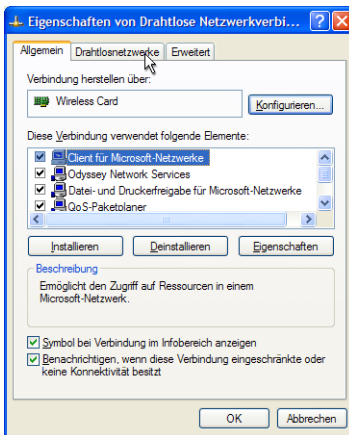 Eigenschaften von Drahtlose Netzwerkverbi...
Allgemein Drahtlosnetzwerke Erweitert
Verbindung herstellen über:
Wireless Card
Konfigurieren...
Diese Verbindung verwendet folgende Elemente:
Client für Microsoft-Netzwerke
Odyssey Network Services
Datei- und Druckerfreigabe für Microsoft-Netzwerke
QoS-Paketplaner
Installieren Deinstallieren Eigenschaften
Beschreibung
Ermöglicht den Zugriff auf Ressourcen in einem
Microsoft-Netzwerk.
Symbol bei Verbindung im Infobereich anzeigen
Benachrichtigen, wenn diese Verbindung eingeschränkte oder
keine Konnektivität besitzt
OK Abbrechen